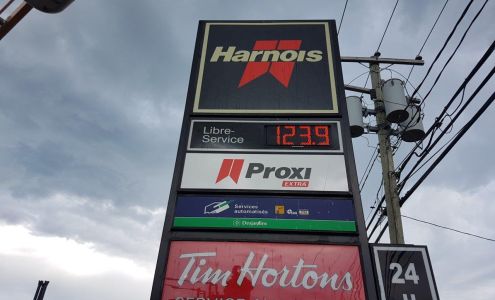 Harnois
Libre-
Service
123.9
Proxi
EXTRA
Services
automatisés
Desjardins
Tim Hortons
24